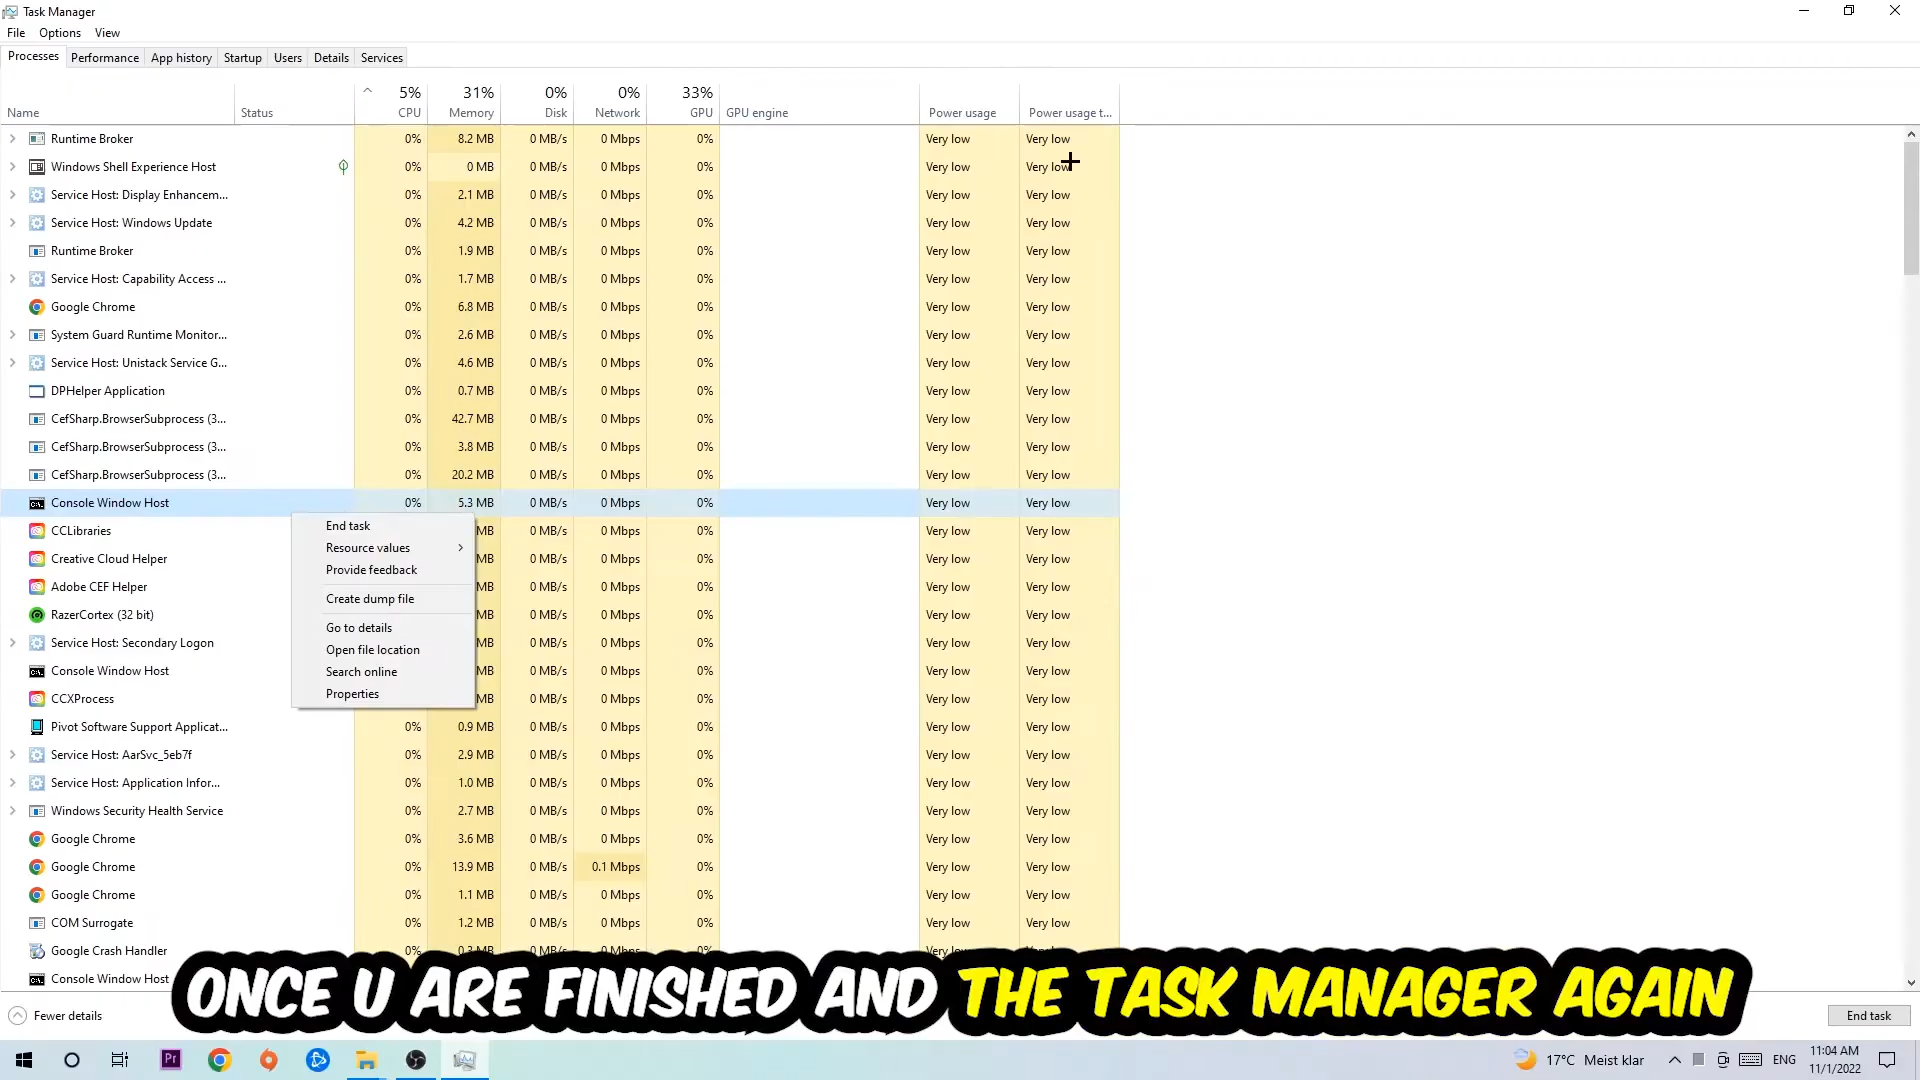 Task Manager
File Options View
Processes Performance App history Startup Users Details Services
5% 31% 0% 0% 33%
Name Status CPU Memory Disk Network GPU GPU engine Power usage Power usage t...
Runtime Broker 0% 8.2 MB 0 MB/s 0 Mbps 0% Very low Very low
Windows Shell Experience Host 0% 0 MB 0 MB/s 0 Mbps 0% Very low Very low
Service Host: Display Enhancem... 0% 2.1 MB 0 MB/s 0 Mbps 0% Very low Very low
Service Host: Windows Update 0% 4.2 MB 0 MB/s 0 Mbps 0% Very low Very low
Runtime Broker 0% 1.9 MB 0 MB/s 0 Mbps 0% Very low Very low
Service Host: Capability Access ... 0% 1.7 MB 0 MB/s 0 Mbps 0% Very low Very low
Google Chrome 0% 6.8 MB 0 MB/s 0 Mbps 0% Very low Very low
System Guard Runtime Monitor... 0% 2.6 MB 0 MB/s 0 Mbps 0% Very low Very low
Service Host: Unistack Service G... 0% 4.6 MB 0 MB/s 0 Mbps 0% Very low Very low
DPHelper Application 0% 0.7 MB 0 MB/s 0 Mbps 0% Very low Very low
CefSharp.BrowserSubprocess (3... 0% 42.7 MB 0 MB/s 0 Mbps 0% Very low Very low
CefSharp.BrowserSubprocess (3... 0% 3.8 MB 0 MB/s 0 Mbps 0% Very low Very low
CefSharp.BrowserSubprocess (3... 0% 20.2 MB 0 MB/s 0 Mbps 0% Very low Very low
Console Window Host 0% 5.3 MB 0 MB/s 0 Mbps 0% Very low Very low
End task
Resource values
Provide feedback
Create dump file
Go to details
Open file location
Search online
Properties
CCLibraries MB 0 MB/s 0 Mbps 0% Very low Very low
Creative Cloud Helper MB 0 MB/s 0 Mbps 0% Very low Very low
Adobe CEF Helper MB 0 MB/s 0 Mbps 0% Very low Very low
RazerCortex (32 bit) MB 0 MB/s 0 Mbps 0% Very low Very low
Service Host: Secondary Logon MB 0 MB/s 0 Mbps 0% Very low Very low
Console Window Host MB 0 MB/s 0 Mbps 0% Very low Very low
CCXProcess MB 0 MB/s 0 Mbps 0% Very low Very low
Pivot Software Support Applicat... 0% 0.9 MB 0 MB/s 0 Mbps 0% Very low Very low
Service Host: AarSvc_5eb7f 0% 2.9 MB 0 MB/s 0 Mbps 0% Very low Very low
Service Host: Application Infor... 0% 1.0 MB 0 MB/s 0 Mbps 0% Very low Very low
Windows Security Health Service 0% 2.7 MB 0 MB/s 0 Mbps 0% Very low Very low
Google Chrome 0% 3.6 MB 0 MB/s 0 Mbps 0% Very low Very low
Google Chrome 0% 13.9 MB 0 MB/s 0.1 Mbps 0% Very low Very low
Google Chrome 0% 1.1 MB 0 MB/s 0 Mbps 0% Very low Very low
COM Surrogate 0% 1.2 MB 0 MB/s 0 Mbps 0% Very low Very low
Google Crash Handler
Console Window Host
ONCE U ARE FINISHED AND THE TASK MANAGER AGAIN
Fewer details End task
Pr 17°C Meist klar ENG 11:04 AM
11/1/2022